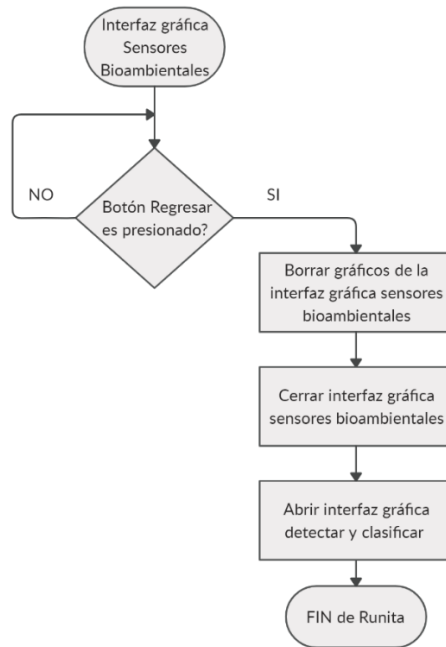 Interfaz gráfica
Sensores
Bioambientales
NO
SI
Botón Regresar
es presionado?
Borrar gráficos de la
interfaz gráfica sensores
bioambientales
Cerrar interfaz gráfica
sensores bioambientales
Abrir interfaz gráfica
detectar y clasificar
FIN de Runita